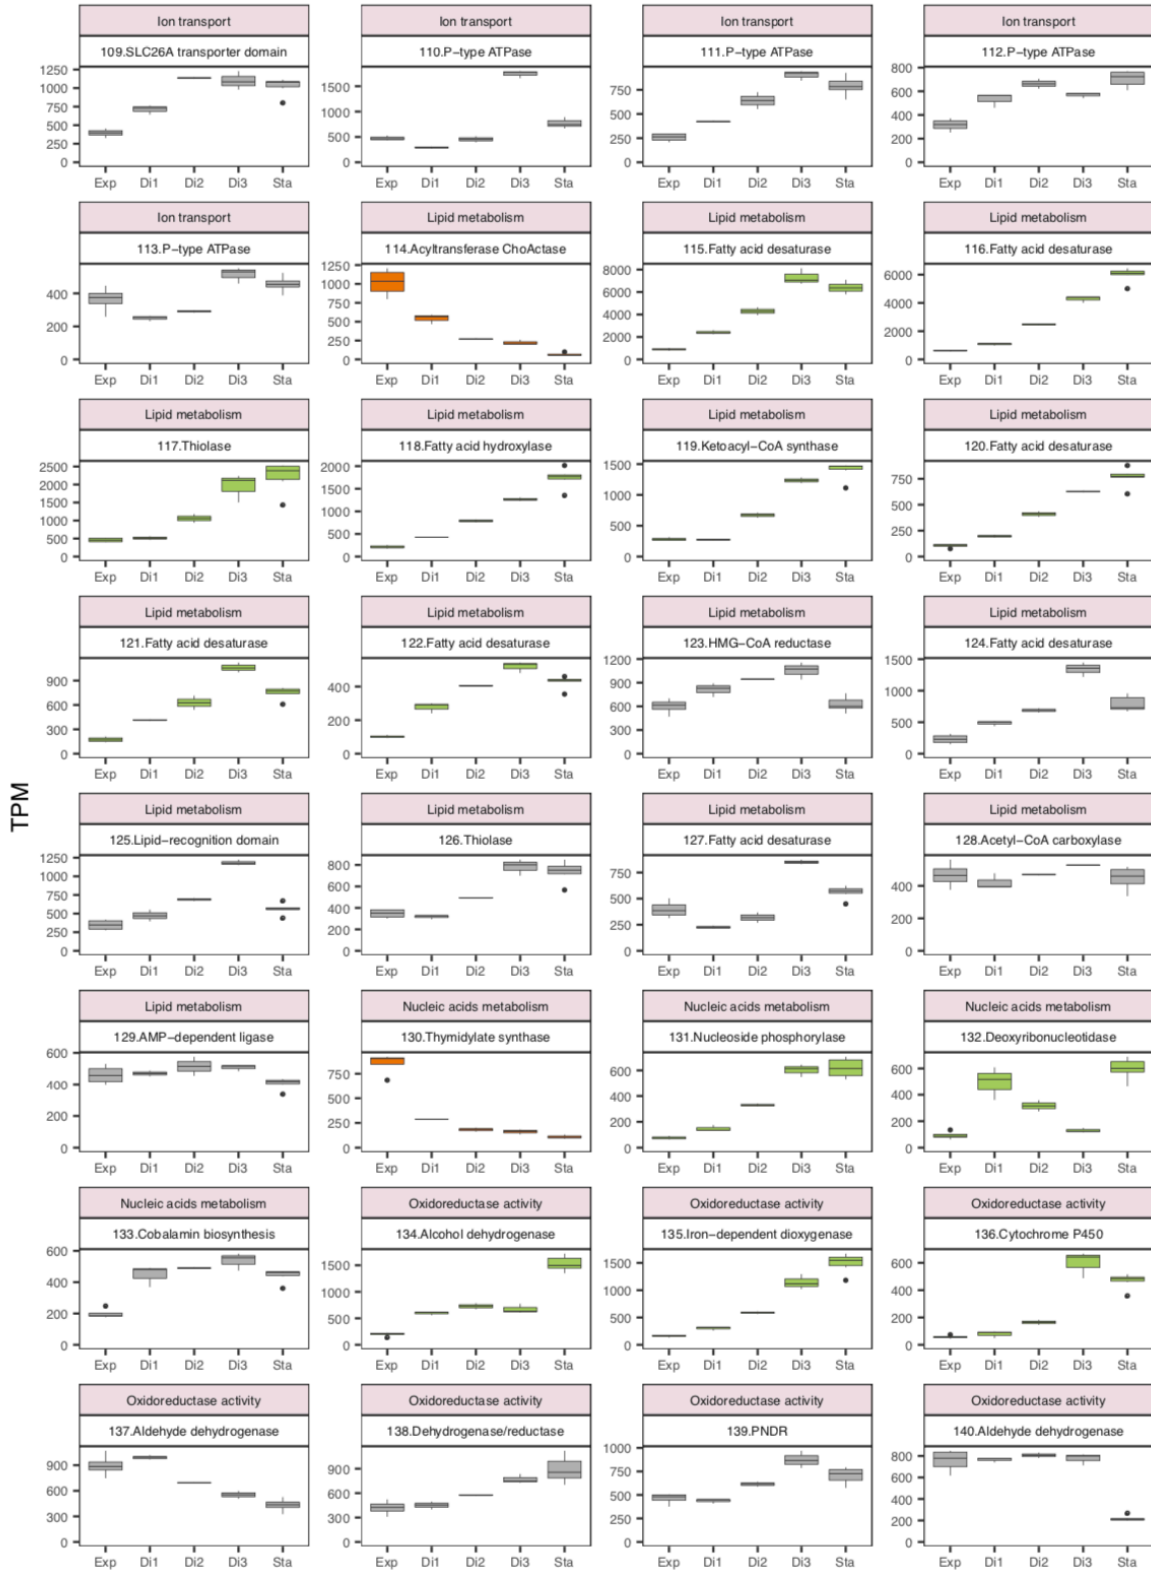 Ion transport
109.SLC26A transporter domain
1250
1000
750
500
250
0
Exp Di1 Di2 Di3 Sta
Ion transport
110.P-type ATPase
1500
1000
500
0
Exp Di1 Di2 Di3 Sta
Ion transport
111.P-type ATPase
750
500
250
0
Exp Di1 Di2 Di3 Sta
Ion transport
112.P-type ATPase
800
600
400
200
0
Exp Di1 Di2 Di3 Sta
Ion transport
113.P-type ATPase
400
200
0
Exp Di1 Di2 Di3 Sta
Lipid metabolism
114.Acyltransferase ChoActase
1250
1000
750
500
250
0
Exp Di1 Di2 Di3 Sta
Lipid metabolism
115.Fatty acid desaturase
8000
6000
4000
2000
0
Exp Di1 Di2 Di3 Sta
Lipid metabolism
116.Fatty acid desaturase
6000
4000
2000
0
Exp Di1 Di2 Di3 Sta
Lipid metabolism
117.Thiolase
2500
2000
1500
1000
500
0
Exp Di1 Di2 Di3 Sta
Lipid metabolism
118.Fatty acid hydroxylase
2000
1500
1000
500
0
Exp Di1 Di2 Di3 Sta
Lipid metabolism
119.Ketoacyl-CoA synthase
1500
1000
500
0
Exp Di1 Di2 Di3 Sta
Lipid metabolism
120.Fatty acid desaturase
750
500
250
0
Exp Di1 Di2 Di3 Sta
Lipid metabolism
121.Fatty acid desaturase
900
600
300
0
Exp Di1 Di2 Di3 Sta
Lipid metabolism
122.Fatty acid desaturase
400
200
0
Exp Di1 Di2 Di3 Sta
Lipid metabolism
123.HMG-CoA reductase
1200
900
600
300
0
Exp Di1 Di2 Di3 Sta
Lipid metabolism
124.Fatty acid desaturase
1500
1000
500
0
Exp Di1 Di2 Di3 Sta
TPM
Lipid metabolism
125.Lipid-recognition domain
1250
1000
750
500
250
0
Exp Di1 Di2 Di3 Sta
Lipid metabolism
126.Thiolase
800
600
400
200
0
Exp Di1 Di2 Di3 Sta
Lipid metabolism
127.Fatty acid desaturase
750
500
250
0
Exp Di1 Di2 Di3 Sta
Lipid metabolism
128.Acetyl-CoA carboxylase
400
200
0
Exp Di1 Di2 Di3 Sta
Lipid metabolism
129.AMP-dependent ligase
600
400
200
0
Exp Di1 Di2 Di3 Sta
Nucleic acids metabolism
130.Thymidylate synthase
750
500
250
0
Exp Di1 Di2 Di3 Sta
Nucleic acids metabolism
131.Nucleoside phosphorylase
600
400
200
0
Exp Di1 Di2 Di3 Sta
Nucleic acids metabolism
132.Deoxyribonucleotidase
600
400
200
0
Exp Di1 Di2 Di3 Sta
Nucleic acids metabolism
133.Cobalamin biosynthesis
600
400
200
0
Exp Di1 Di2 Di3 Sta
Oxidoreductase activity
134.Alcohol dehydrogenase
1500
1000
500
0
Exp Di1 Di2 Di3 Sta
Oxidoreductase activity
135.Iron-dependent dioxygenase
1500
1000
500
0
Exp Di1 Di2 Di3 Sta
Oxidoreductase activity
136.Cytochrome P450
600
400
200
0
Exp Di1 Di2 Di3 Sta
Oxidoreductase activity
137.Aldehyde dehydrogenase
900
600
300
0
Exp Di1 Di2 Di3 Sta
Oxidoreductase activity
138.Dehydrogenase/reductase
900
600
300
0
Exp Di1 Di2 Di3 Sta
Oxidoreductase activity
139.PNDR
1000
750
500
250
0
Exp Di1 Di2 Di3 Sta
Oxidoreductase activity
140.Aldehyde dehydrogenase
800
600
400
200
0
Exp Di1 Di2 Di3 Sta